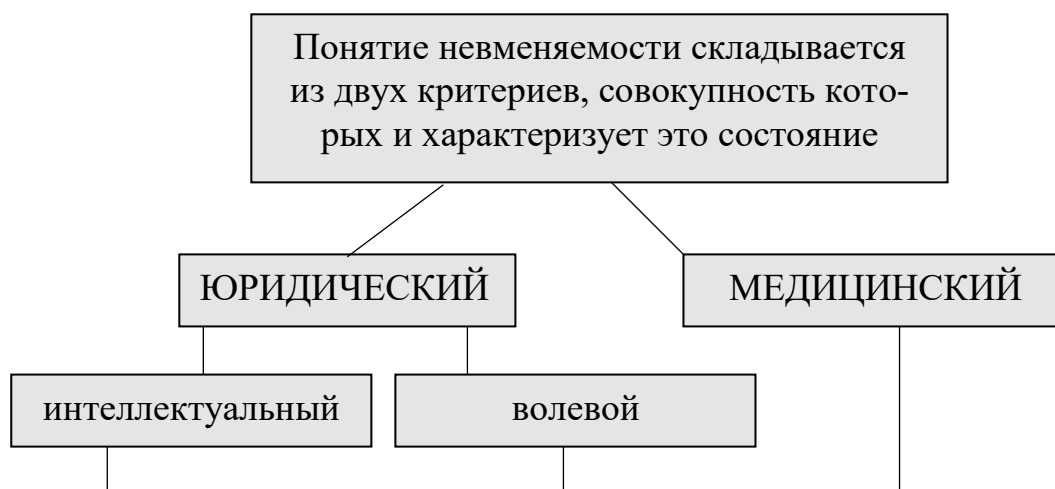 Понятие невменяемости складывается
из двух критериев, совокупность кото-
рых и характеризует это состояние
ЮРИДИЧЕСКИЙ
МЕДИЦИНСКИЙ
интеллектуальный
волевой